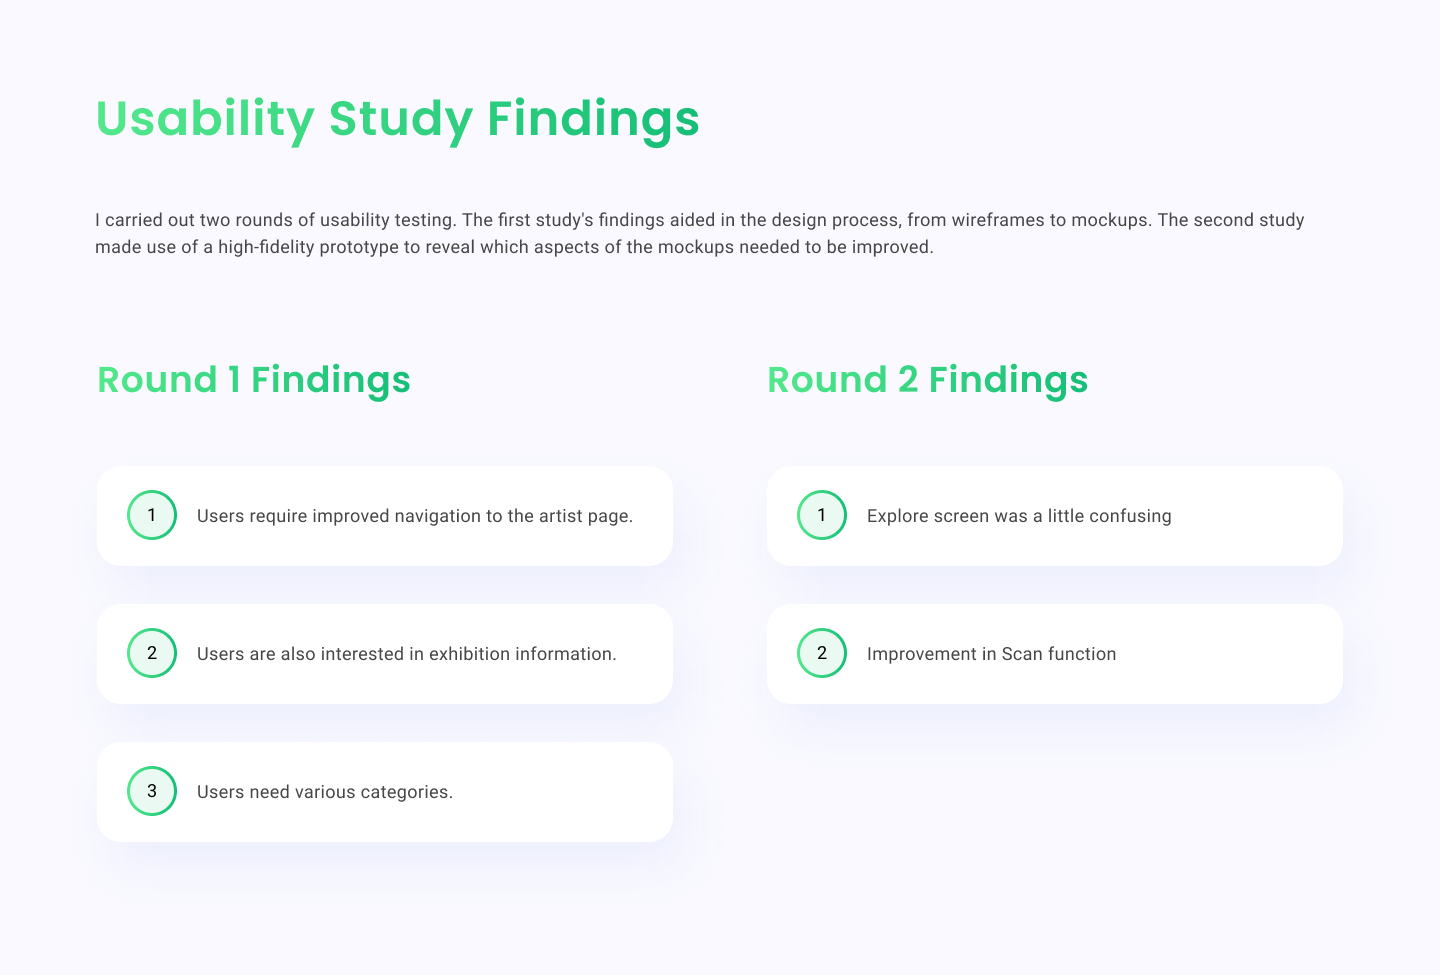 Usability Study Findings
I carried out two rounds of usability testing. The first study's findings aided in the design process, from wireframes to mockups. The second study
made use of a high-fidelity prototype to reveal which aspects of the mockups needed to be improved.
Round 1 Findings
1 Users require improved navigation to the artist page.
2 Users are also interested in exhibition information.
3 Users need various categories.
Round 2 Findings
1 Explore screen was a little confusing
2 Improvement in Scan function